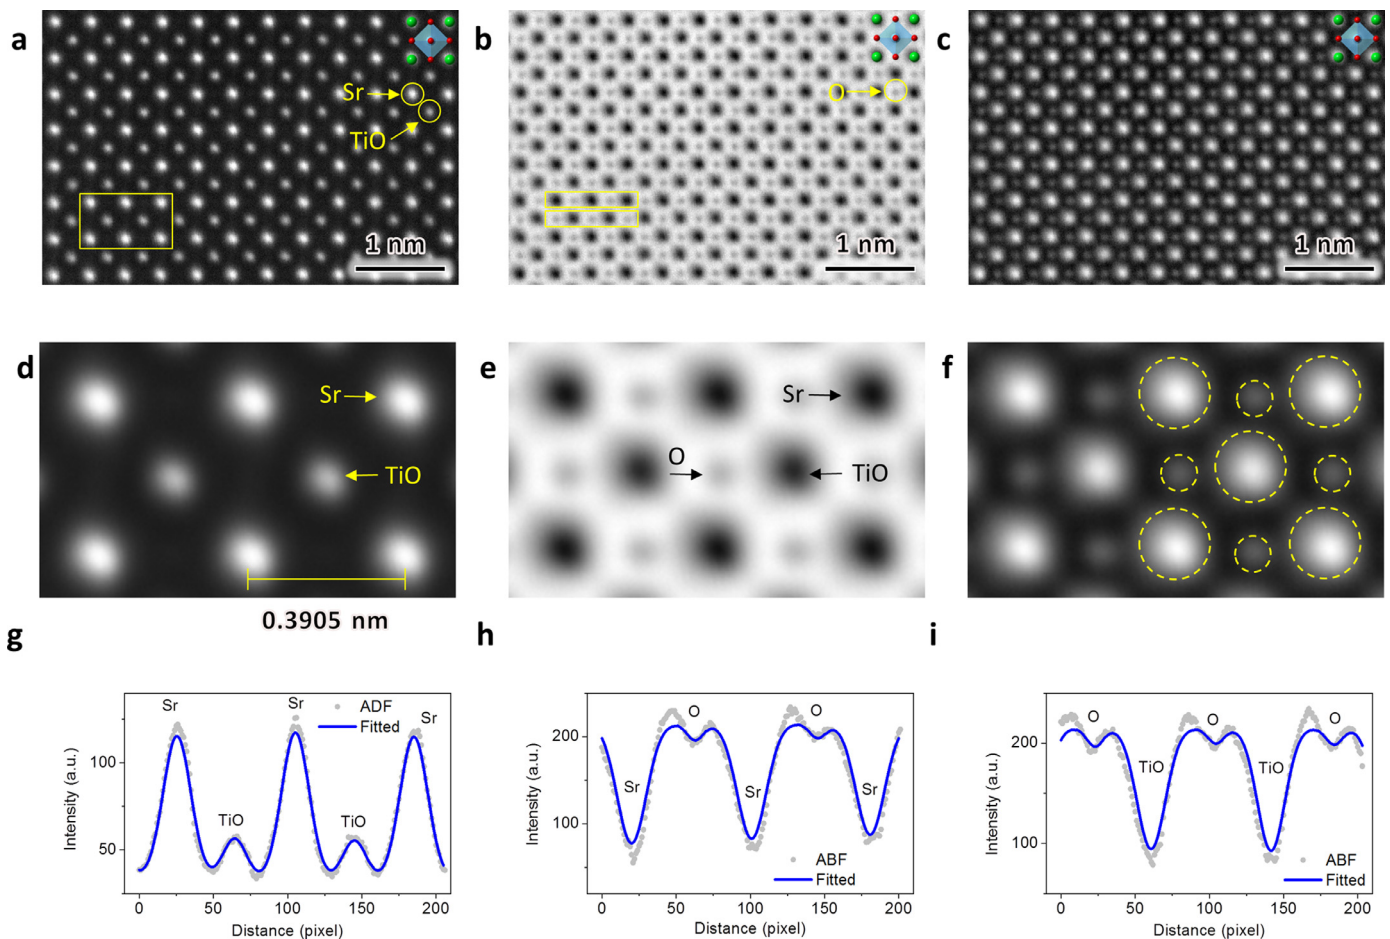 a
Sr
TiO
1 nm
b
O
1 nm
c
1 nm
d
Sr
TiO
0.3905 nm
e
Sr
O
TiO
f
g
Sr
Sr
Sr
ADF
Fitted
TiO
TiO
100
50
Intensity (a.u.)
0
50
100
150
200
Distance (pixel)
h
O
O
Sr
Sr
Sr
200
100
Intensity (a.u.)
ABF
Fitted
0
50
100
150
200
Distance (pixel)
i
O
O
O
TiO
TiO
200
100
Intensity (a.u.)
ABF
Fitted
0
50
100
150
200
Distance (pixel)